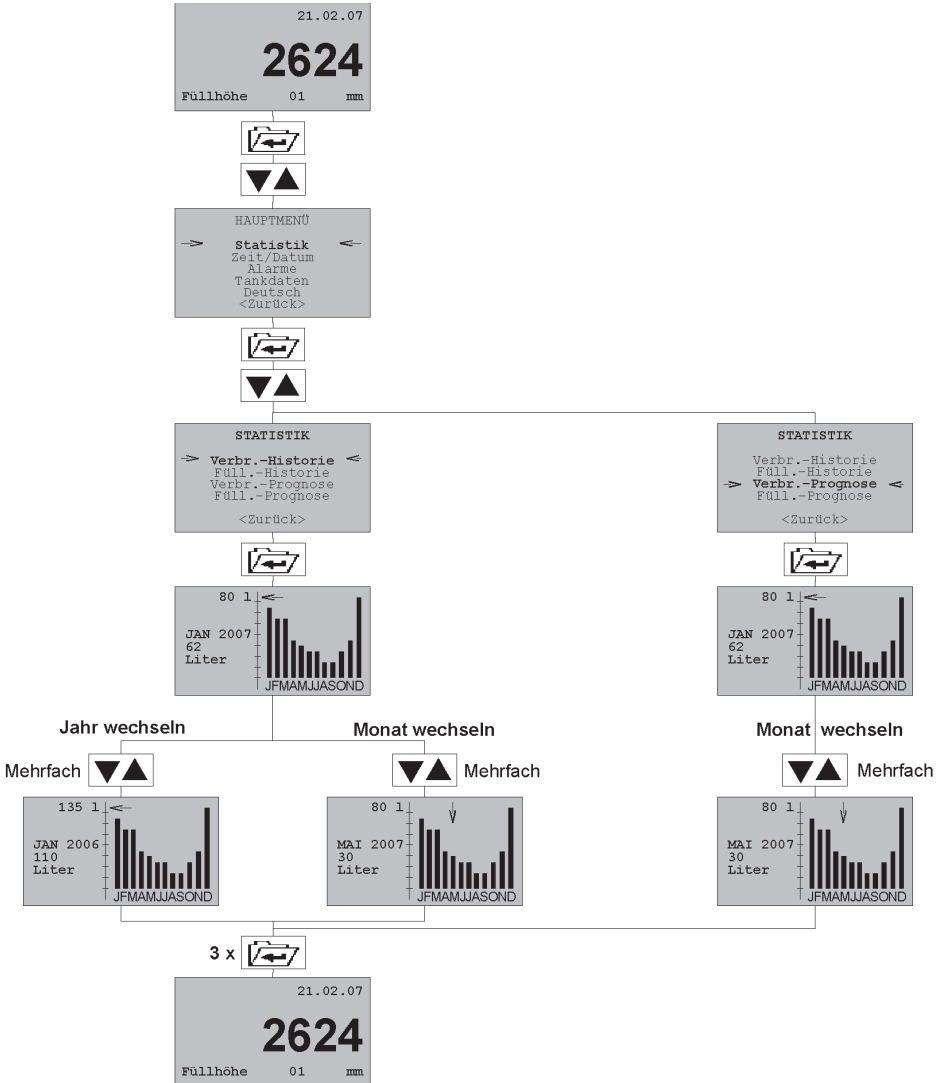 21.02.07
2624
Füllhöhe 01 mm
HAUPTMENÜ
Statistik
Zeit/Datum
Alarme
Tankdaten
Deutsch
<Zurück>
STATISTIK
Verbr.-Historie
Füll.-Historie
Verbr.-Prognose
Füll.-Prognose
<Zurück>
STATISTIK
Verbr.-Historie
Füll.-Historie
Verbr.-Prognose
Füll.-Prognose
<Zurück>
80 l
JAN 2007
62
Liter
JFMAMJJASOND
80 l
JAN 2007
62
Liter
JFMAMJJASOND
Jahr wechseln
Monat wechseln
Monat wechseln
Mehrfach
Mehrfach
Mehrfach
135 l
JAN 2006
110
Liter
JFMAMJJASOND
80 l
MAI 2007
30
Liter
JFMAMJJASOND
80 l
MAI 2007
30
Liter
JFMAMJJASOND
3 x
21.02.07
2624
Füllhöhe 01 mm